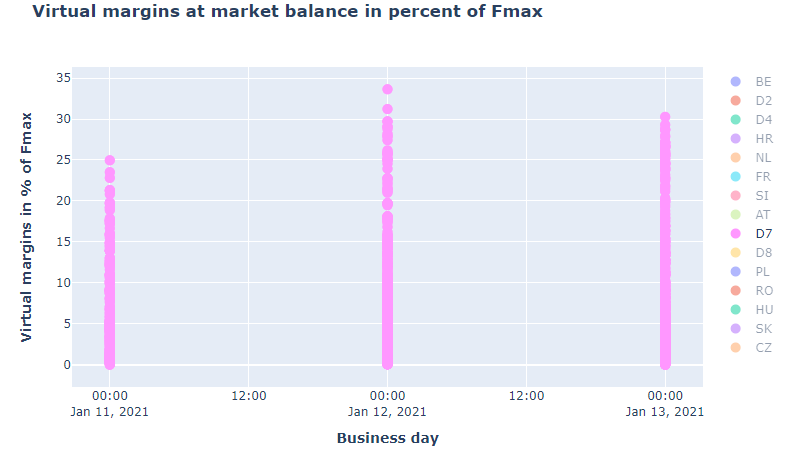 Virtual margins at market balance in percent of Fmax
Virtual margins in % of Fmax
35
30
25
20
15
10
5
0
00:00
Jan 11, 2021
12:00
00:00
Jan 12, 2021
12:00
00:00
Jan 13, 2021
Business day
BE
D2
D4
HR
NL
FR
SI
AT
D7
D8
PL
RO
HU
SK
CZ